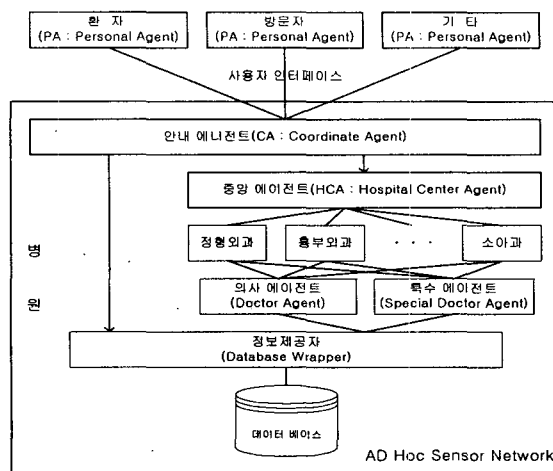 환 자
(PA : Personal Agent)
방문자
(PA : Personal Agent)
기 타
(PA : Personal Agent)
사용자 인터페이스
안내 에니전트(CA : Coordinate Agent)
중앙 에이전트(HCA : Hospital Center Agent)
정형외과
흉부외과
· · ·
소아과
병
원
의사 에이전트
(Doctor Agent)
특수 에이전트
(Special Doctor Agent)
정보제공자
(Database Wrapper)
데이터 베이스
AD Hoc Sensor Network